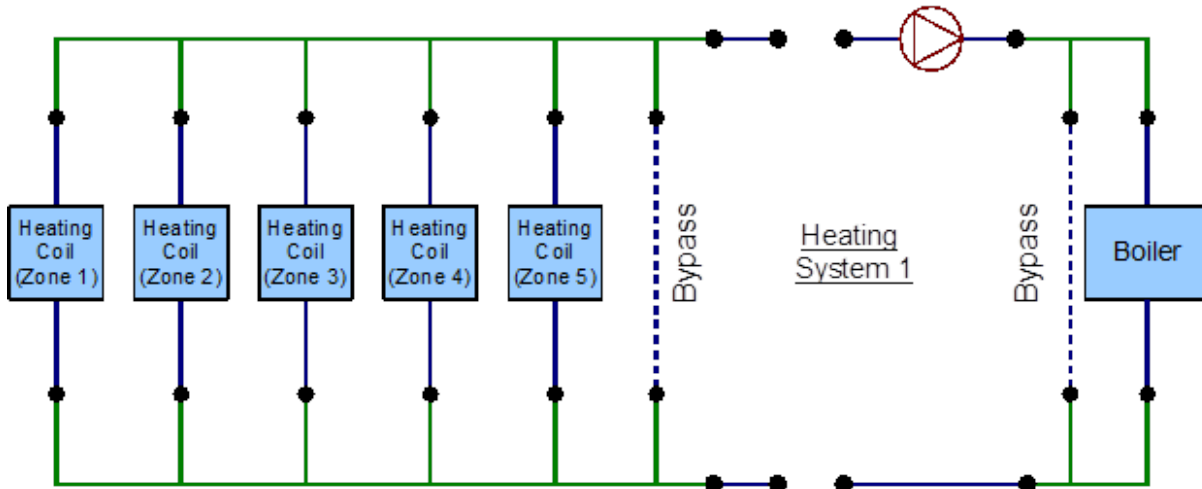 Heating
Coil
(Zone 1)
Heating
Coil
(Zone 2)
Heating
Coil
(Zone 3)
Heating
Coil
(Zone 4)
Heating
Coil
(Zone 5)
Bypass
Heating
System 1
Bypass
Boiler